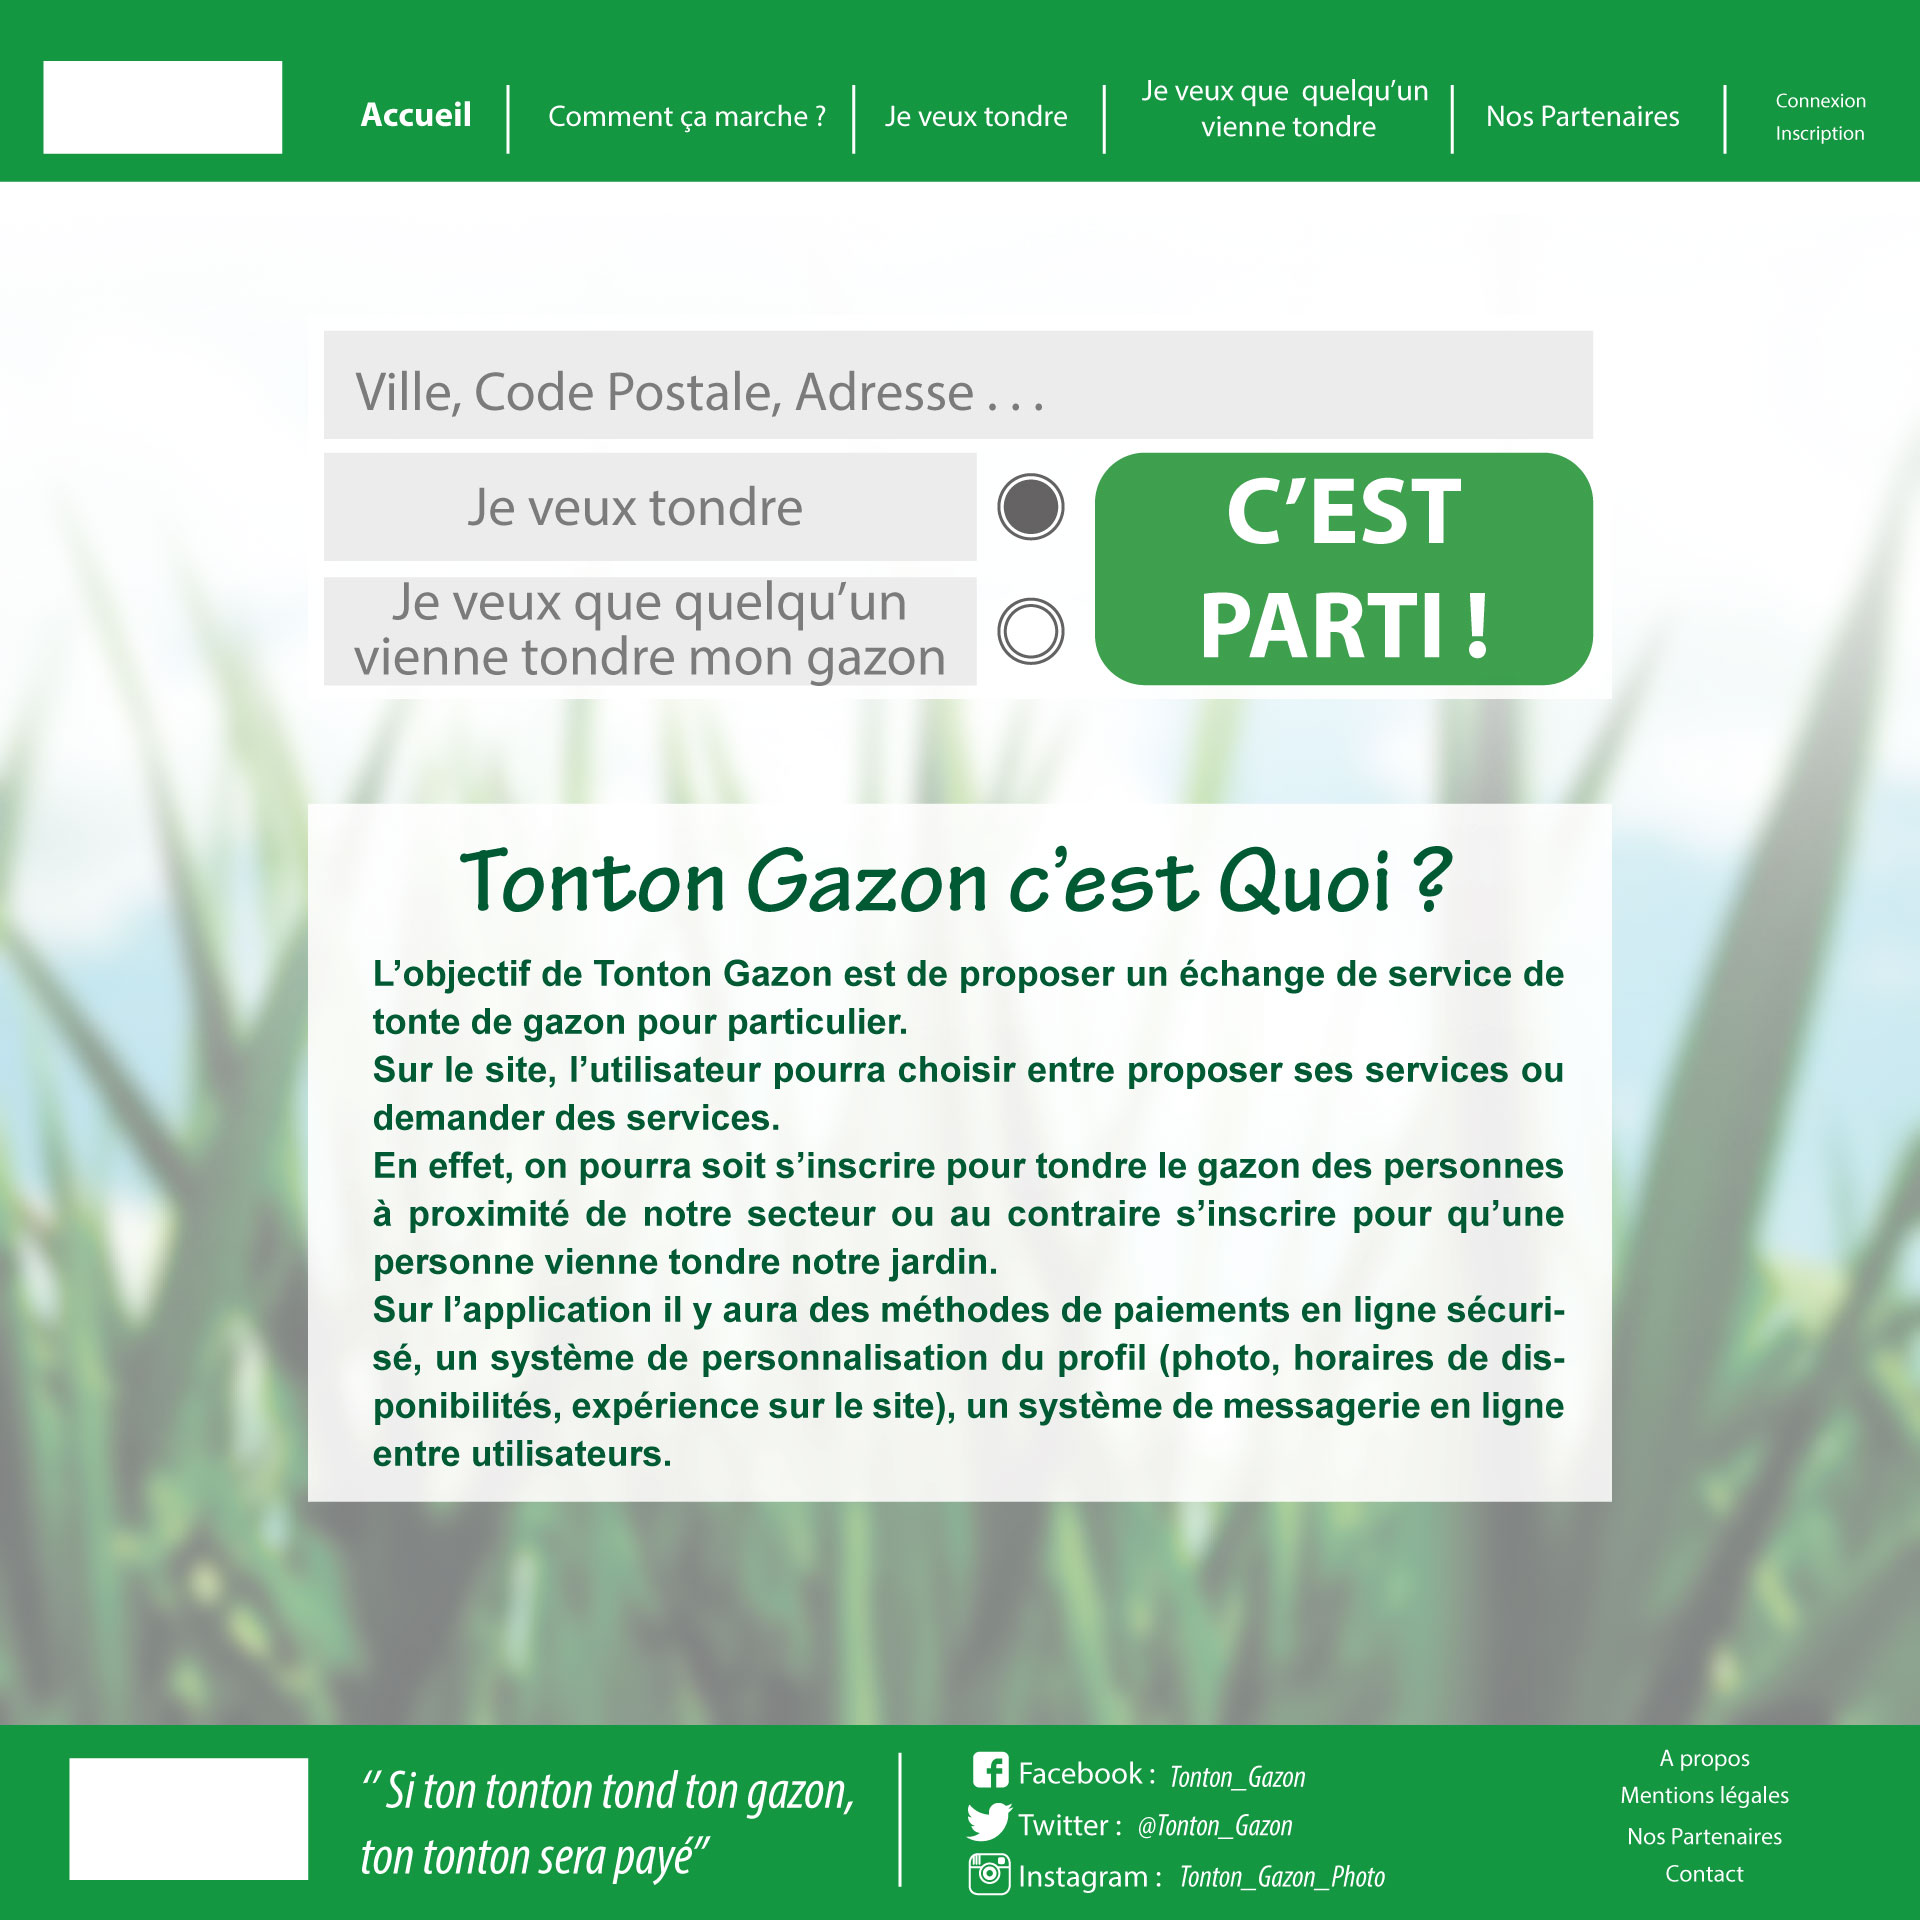 Accueil
Comment ça marche ?
Je veux tondre
Je veux que quelqu’un
vienne tondre
Nos Partenaires
Connexion
Inscription
Ville, Code Postale, Adresse . . .
Je veux tondre
Je veux que quelqu’un
vienne tondre mon gazon
C’EST
PARTI !
Tonton Gazon c’est Quoi ?
L’objectif de Tonton Gazon est de proposer un échange de service de
tonte de gazon pour particulier.
Sur le site, l’utilisateur pourra choisir entre proposer ses services ou
demander des services.
En effet, on pourra soit s’inscrire pour tondre le gazon des personnes
à proximité de notre secteur ou au contraire s’inscrire pour qu’une
personne vienne tondre notre jardin.
Sur l’application il y aura des méthodes de paiements en ligne sécuri-
sé, un système de personnalisation du profil (photo, horaires de dis-
ponibilités, expérience sur le site), un système de messagerie en ligne
entre utilisateurs.
‘’ Si ton tonton tond ton gazon,
ton tonton sera payé’’
Facebook : Tonton_Gazon
Twitter : @Tonton_Gazon
Instagram : Tonton_Gazon_Photo
A propos
Mentions légales
Nos Partenaires
Contact